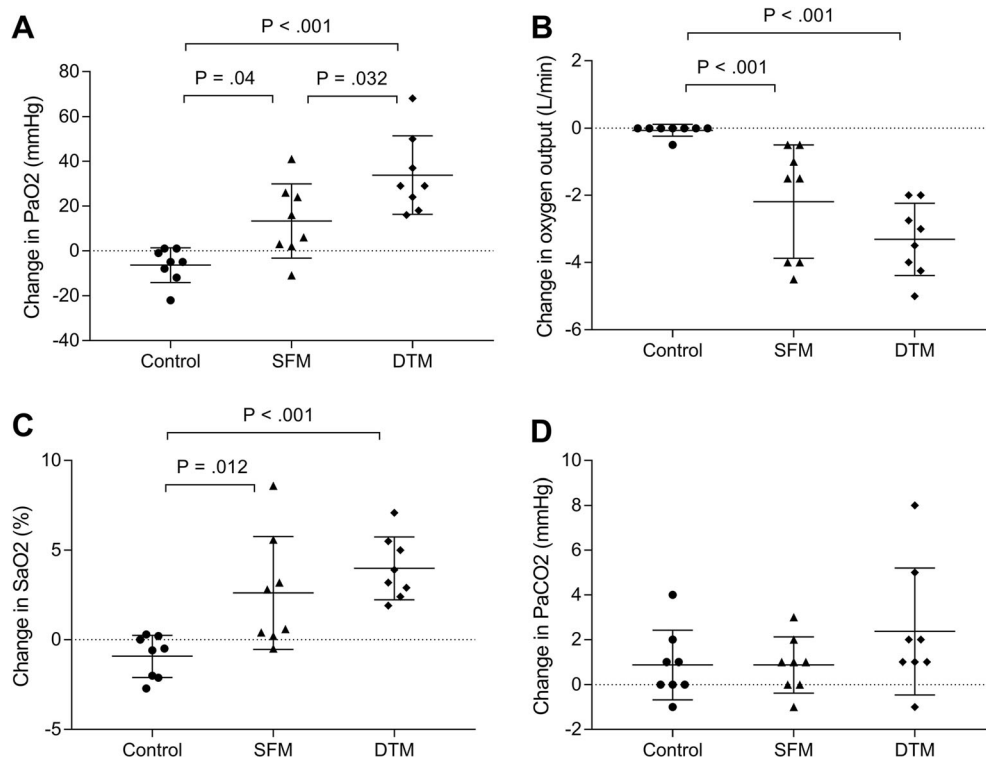 A
P < .001
P = .04
P = .032
Change in PaO2 (mmHg)
80
60
40
20
0
-20
-40
Control SFM DTM
B
P < .001
P < .001
Change in oxygen output (L/min)
2
0
-2
-4
-6
Control SFM DTM
C
P < .001
P = .012
Change in SaO2 (%)
10
5
0
-5
Control SFM DTM
D
Change in PaCO2 (mmHg)
10
8
6
4
2
0
-2
Control SFM DTM